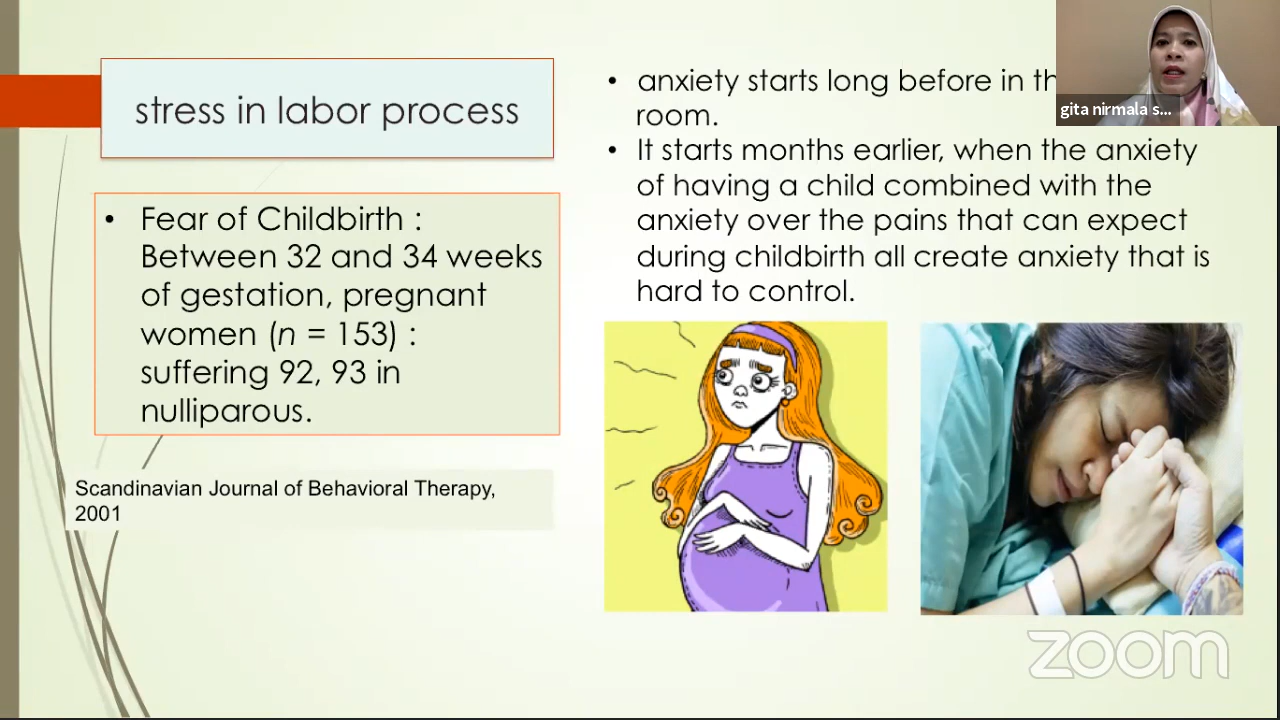 stress in labor process
• Fear of Childbirth :
Between 32 and 34 weeks
of gestation, pregnant
women (n = 153) :
suffering 92, 93 in
nulliparous.
Scandinavian Journal of Behavioral Therapy,
2001
• anxiety starts long before in
room.
• It starts months earlier, when the anxiety
of having a child combined with the
anxiety over the pains that can expect
during childbirth all create anxiety that is
hard to control.
gita nirmala s...
zoom